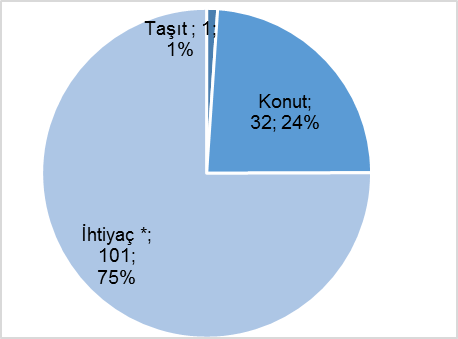 Taşıt ; 1;
1%
Konut;
32; 24%
İhtiyaç *;
101;
75%